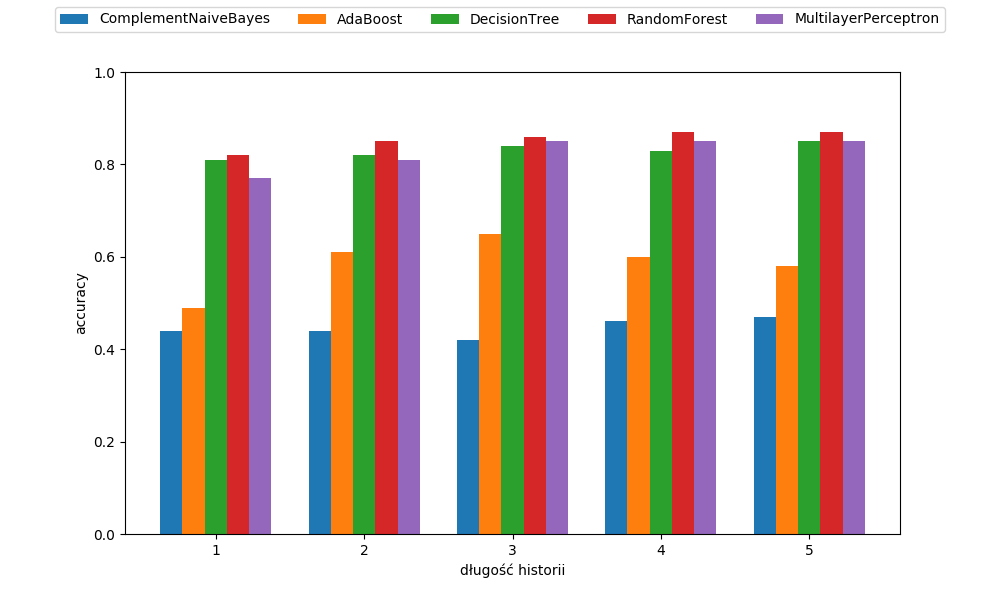 ComplementNaiveBayes AdaBoost DecisionTree RandomForest MultilayerPerceptron
1.0
0.8
0.6
0.4
0.2
0.0
accuracy
1 2 3 4 5
długość historii